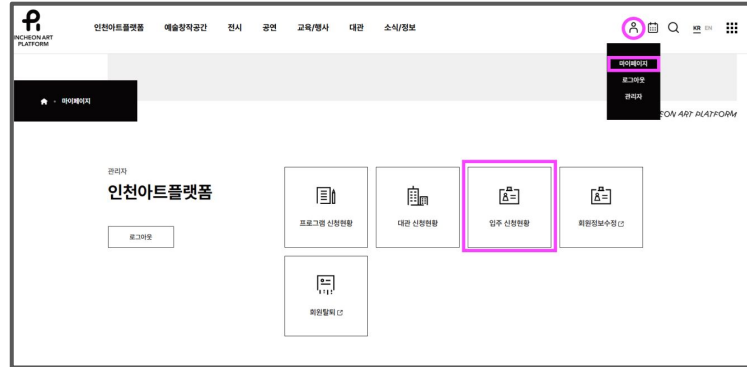 INCHEON ART
PLATFORM
인천아트플랫폼 예술창작공간 전시 공연 교육/행사 대관 소식/정보
KR EN
마이페이지
로그아웃
관리자
마이페이지
EON ART PLATFORM
관리자
인천아트플랫폼
로그아웃
프로그램 신청현황 대관 신청현황 입주 신청현황 회원정보수정
회원탈퇴